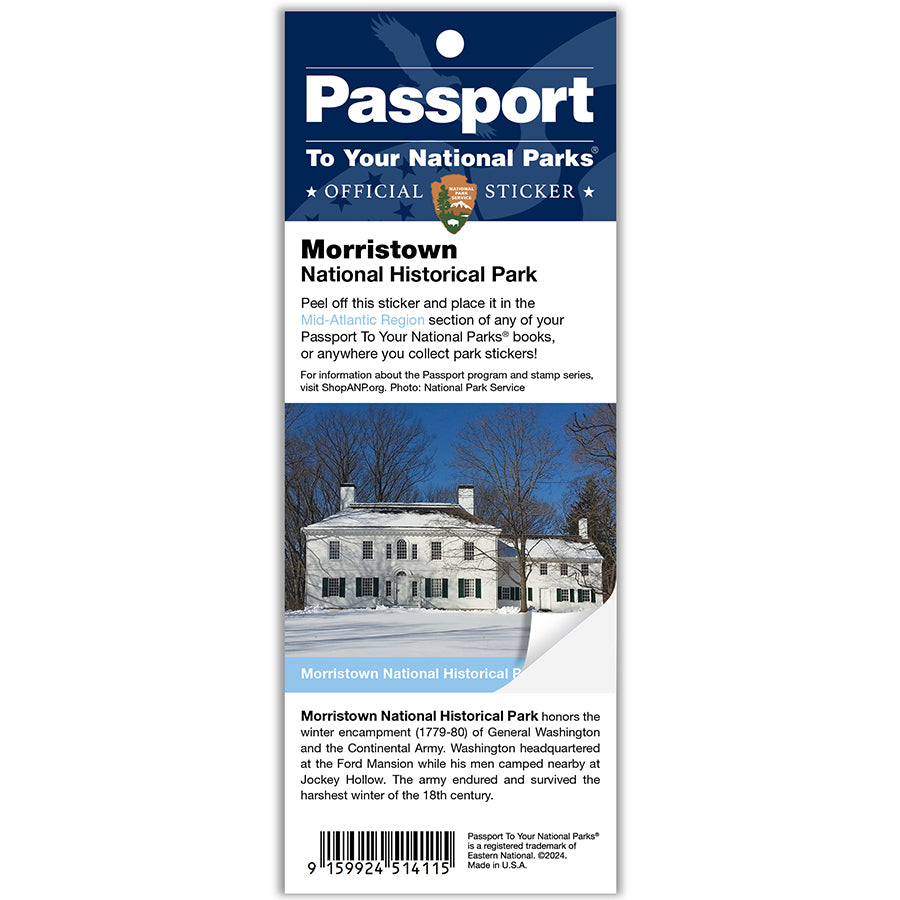 Passport
To Your National Parks®
★ OFFICIAL STICKER ★
NATIONAL
PARK
SERVICE
Morristown
National Historical Park
Peel off this sticker and place it in the
Mid-Atlantic Region section of any of your
Passport To Your National Parks® books,
or anywhere you collect park stickers!
For information about the Passport program and stamp series,
visit ShopANP.org. Photo: National Park Service
Morristown National Historical
Morristown National Historical Park honors the
winter encampment (1779-80) of General Washington
and the Continental Army. Washington headquartered
at the Ford Mansion while his men camped nearby at
Jockey Hollow. The army endured and survived the
harshest winter of the 18th century.
9 159924 514115
Passport To Your National Parks®
is a registered trademark of
Eastern National. ©2024.
Made in U.S.A.